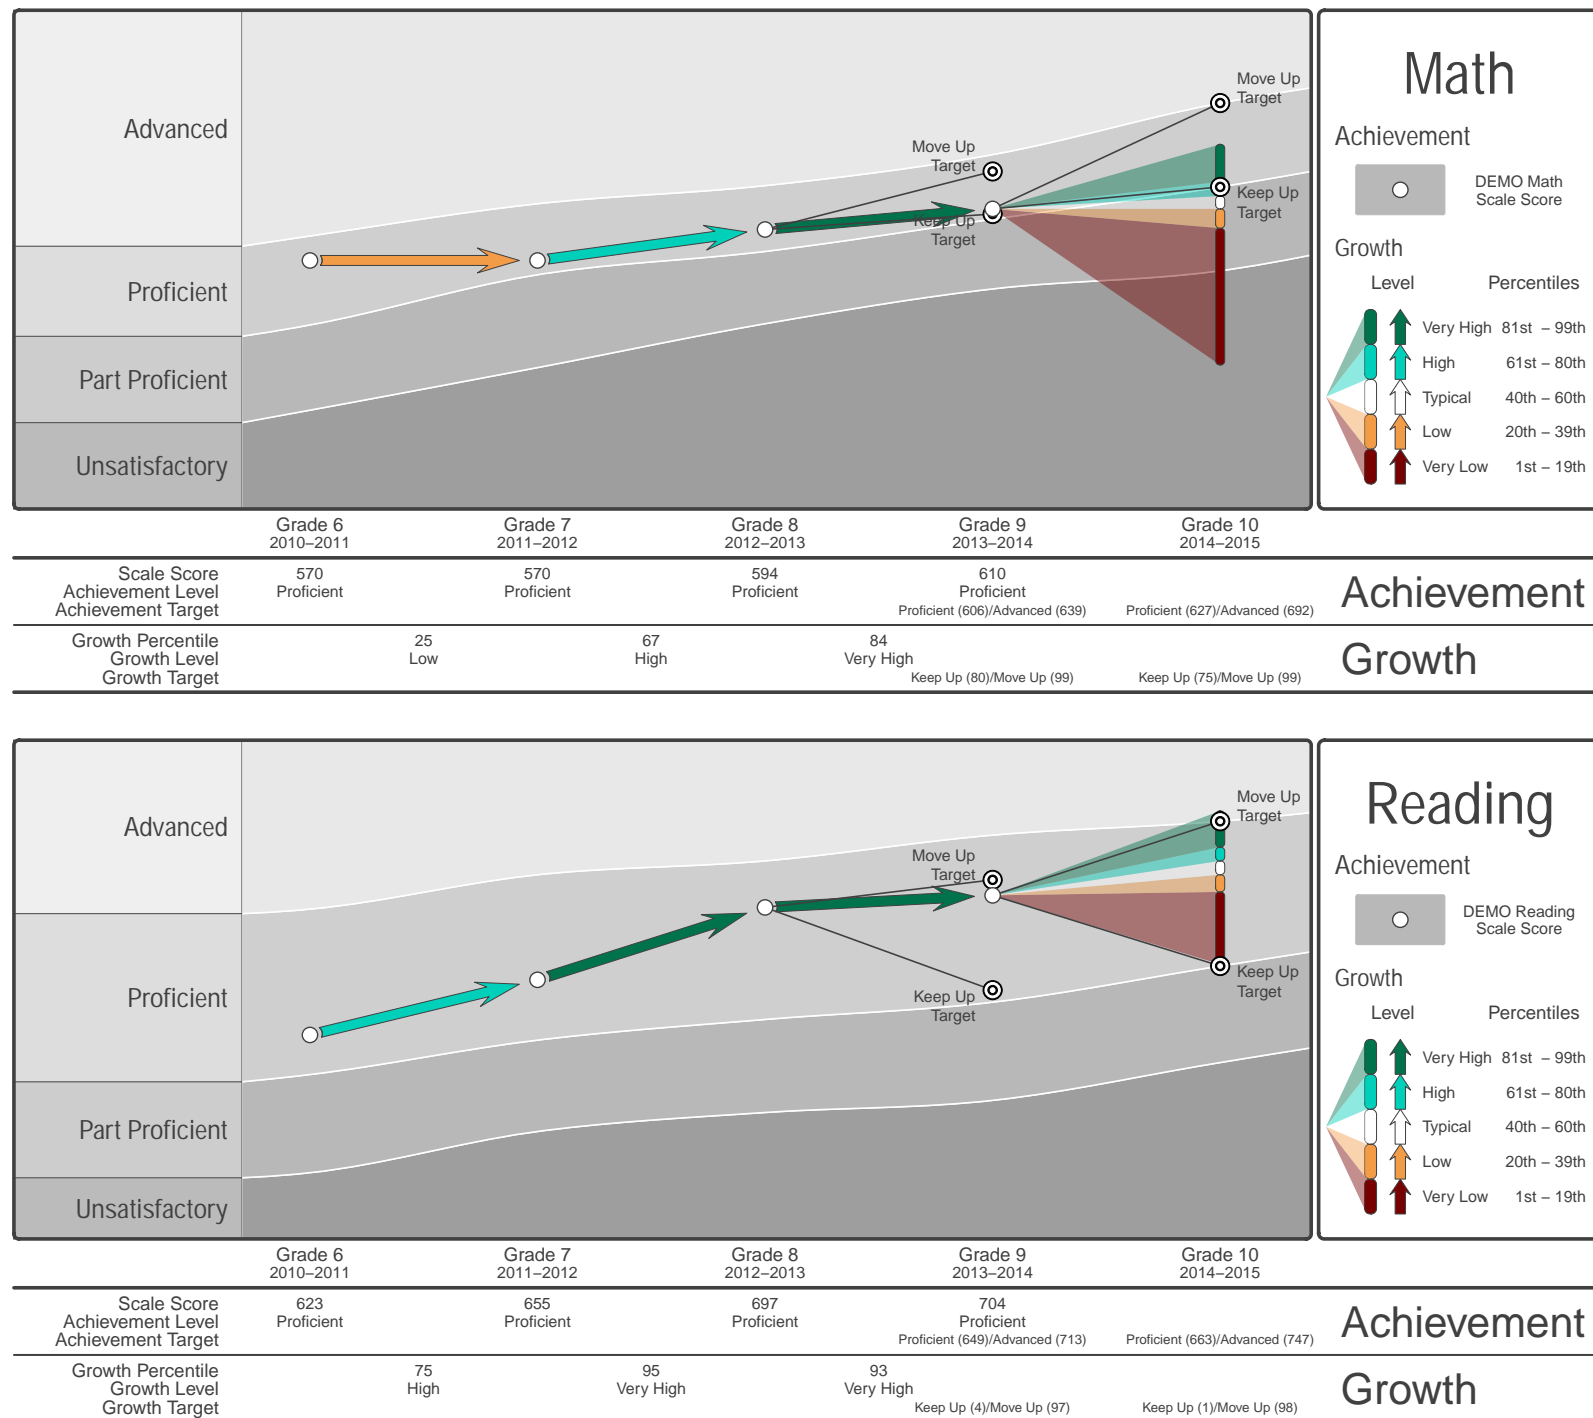 Math
Advanced
Proficient
Part Proficient
Unsatisfactory
Move Up
Target
Keep Up
Target
Move Up
Target
Keep Up
Target
Achievement
DEMO Math
Scale Score
Growth
Level Percentiles
Very High 81st – 99th
High 61st – 80th
Typical 40th – 60th
Low 20th – 39th
Very Low 1st – 19th
Grade 6 Grade 7 Grade 8 Grade 9 Grade 10
2010–2011 2011–2012 2012–2013 2013–2014 2014–2015
Scale Score 570 570 594 610
Achievement Level Proficient Proficient Proficient Proficient
Achievement Target Proficient (606)/Advanced (639) Proficient (627)/Advanced (692)
Achievement
Growth Percentile 25 67 84
Growth Level Low High Very High
Growth Target Keep Up (80)/Move Up (99) Keep Up (75)/Move Up (99)
Growth
Reading
Advanced
Proficient
Part Proficient
Unsatisfactory
Move Up
Target
Keep Up
Target
Move Up
Target
Keep Up
Target
Achievement
DEMO Reading
Scale Score
Growth
Level Percentiles
Very High 81st – 99th
High 61st – 80th
Typical 40th – 60th
Low 20th – 39th
Very Low 1st – 19th
Grade 6 Grade 7 Grade 8 Grade 9 Grade 10
2010–2011 2011–2012 2012–2013 2013–2014 2014–2015
Scale Score 623 655 697 704
Achievement Level Proficient Proficient Proficient Proficient
Achievement Target Proficient (649)/Advanced (713) Proficient (663)/Advanced (747)
Achievement
Growth Percentile 75 95 93
Growth Level High Very High Very High
Growth Target Keep Up (4)/Move Up (97) Keep Up (1)/Move Up (98)
Growth